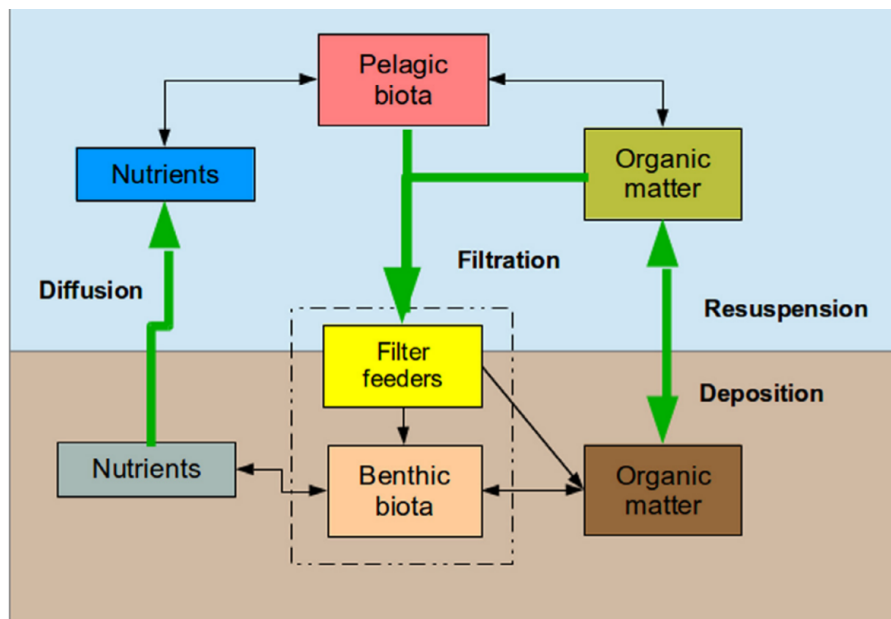 Pelagic
biota
Nutrients
Organic
matter
Filtration
Diffusion
Resuspension
Filter
feeders
Deposition
Nutrients
Benthic
biota
Organic
matter